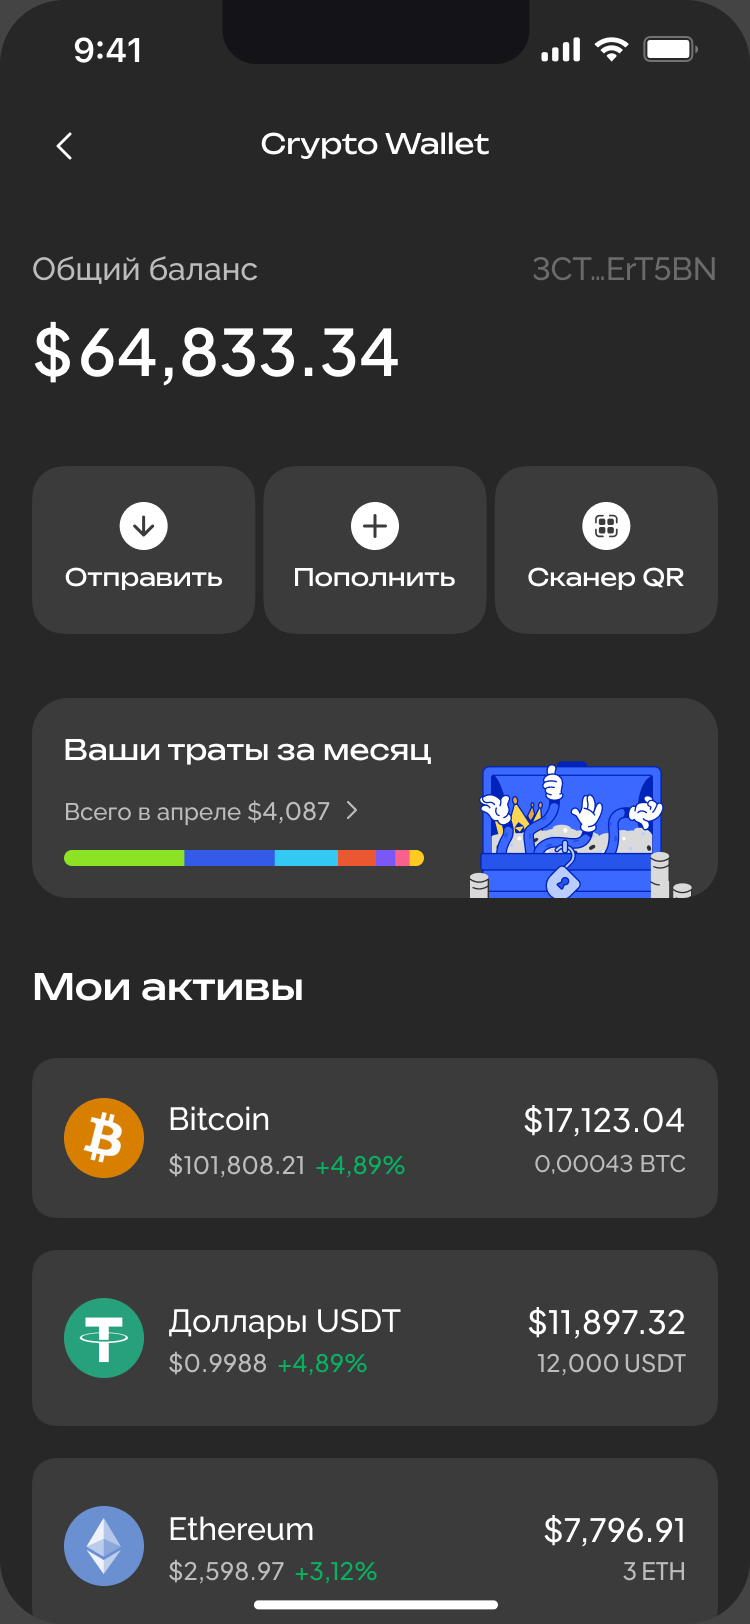 9:41
Crypto Wallet
Общий баланс
3CT...ErT5BN
$64,833.34
Отправить
Пополнить
Сканер QR
Ваши траты за месяц
Всего в апреле $4,087
Мои активы
Bitcoin
$17,123.04
$101,808.21 +4,89%
0,00043 BTC
Доллары USDT
$11,897.32
$0.9988 +4,89%
12,000 USDT
Ethereum
$7,796.91
$2,598.97 +3,12%
3 ETH